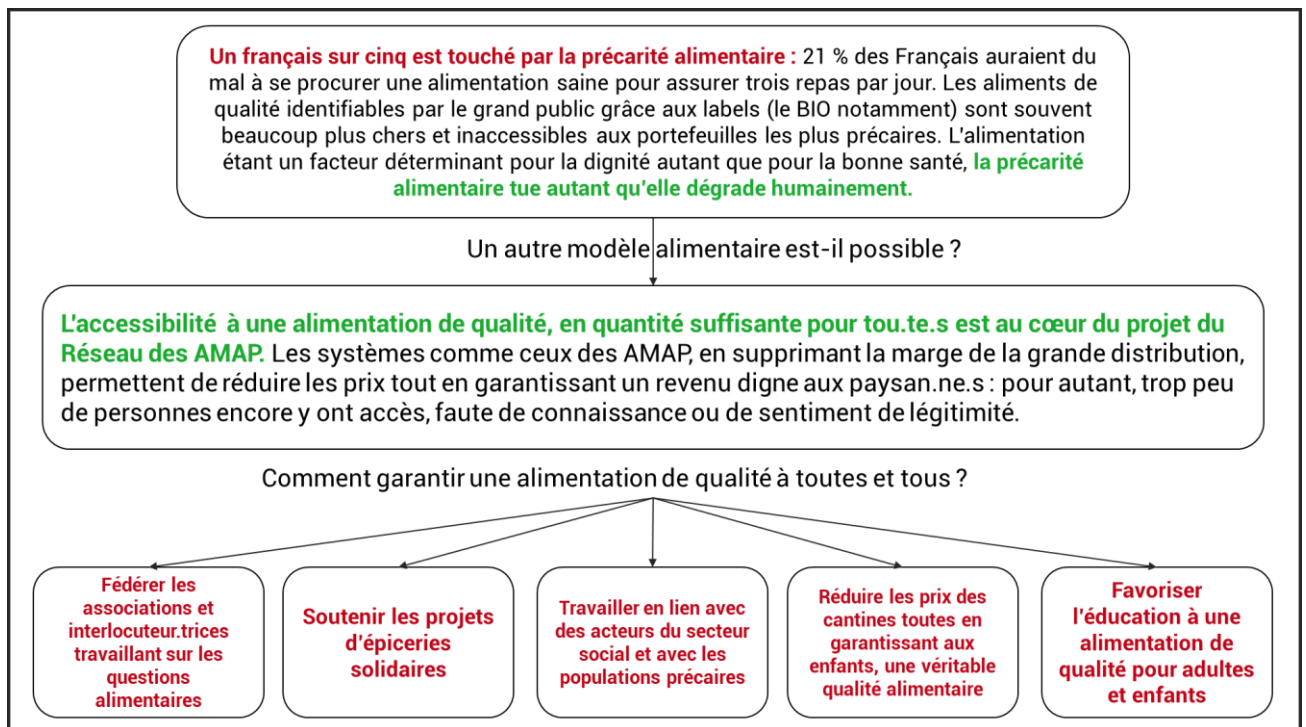 Un français sur cinq est touché par la précarité alimentaire : 21 % des Français auraient du
mal à se procurer une alimentation saine pour assurer trois repas par jour. Les aliments de
qualité identifiables par le grand public grâce aux labels (le BIO notamment) sont souvent
beaucoup plus chers et inaccessibles aux portefeuilles les plus précaires. L'alimentation
étant un facteur déterminant pour la dignité autant que pour la bonne santé, la précarité
alimentaire tue autant qu'elle dégrade humainement.
Un autre modèle alimentaire est-il possible ?
L'accessibilité à une alimentation de qualité, en quantité suffisante pour tou.te.s est au cœur du projet du
Réseau des AMAP. Les systèmes comme ceux des AMAP, en supprimant la marge de la grande distribution,
permettent de réduire les prix tout en garantissant un revenu digne aux paysan.ne.s : pour autant, trop peu
de personnes encore y ont accès, faute de connaissance ou de sentiment de légitimité.
Comment garantir une alimentation de qualité à toutes et tous ?
Fédérer les
associations et
interlocuteur.trices
travaillant sur les
questions
alimentaires
Soutenir les projets
d'épiceries
solidaires
Travailler en lien avec
des acteurs du secteur
social et avec les
populations précaires
Réduire les prix des
cantines toutes en
garantissant aux
enfants, une véritable
qualité alimentaire
Favoriser
l'éducation à une
alimentation de
qualité pour adultes
et enfants